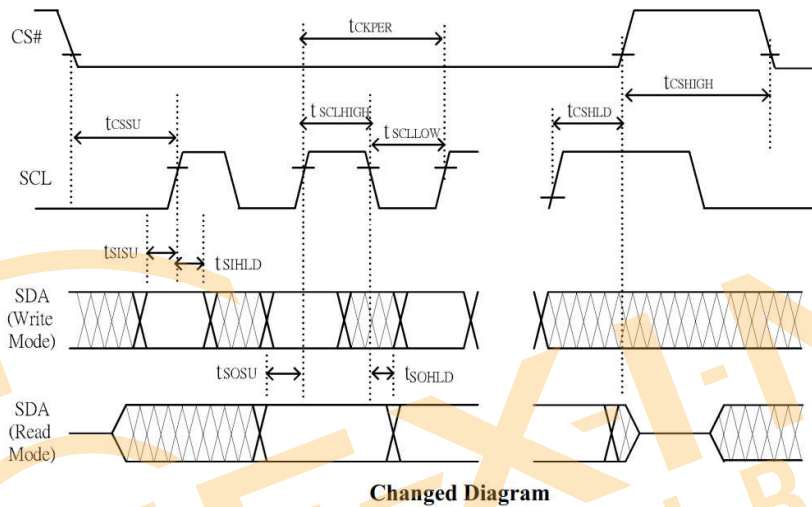 CS#
tCKPER
tCSHIGH
tCSSU
tSCLHIGH
tSCLLOW
tCSHLD
SCL
tSISU
tSIHLD
SDA
(Write
Mode)
tSOSU
tSOHLD
SDA
(Read
Mode)
Changed Diagram